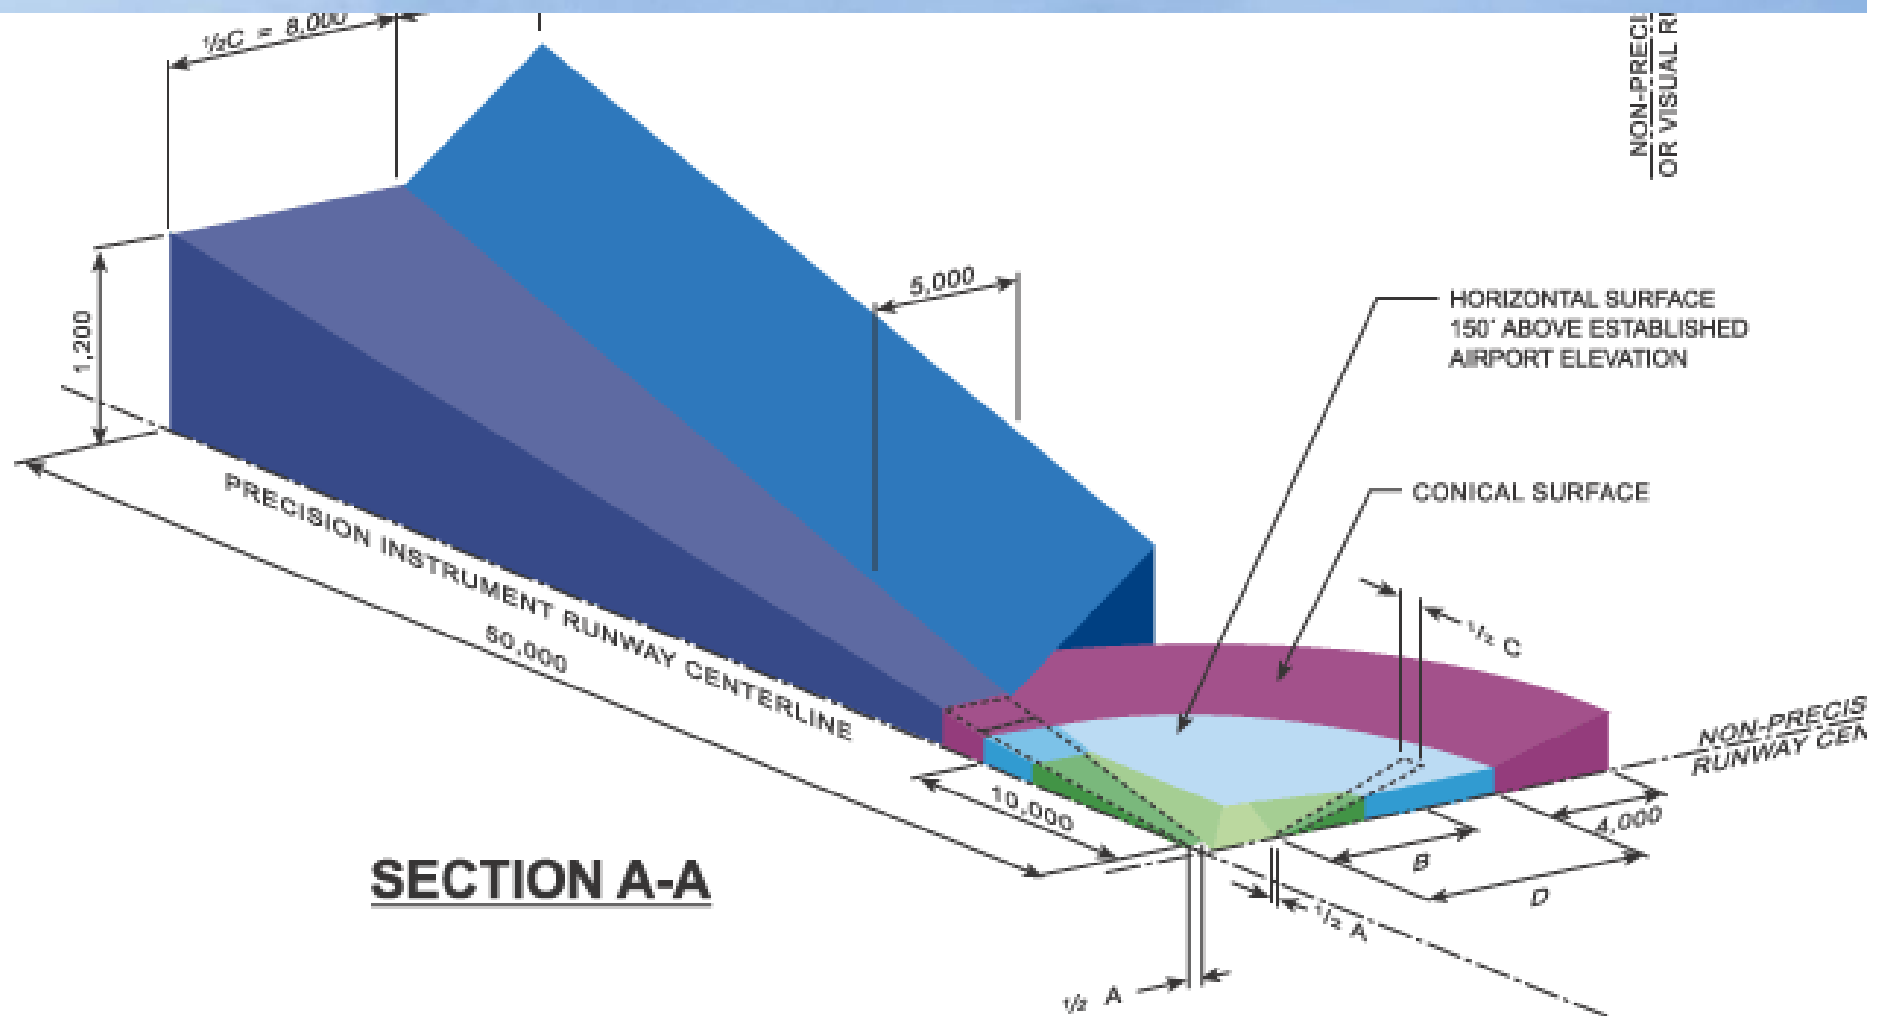 ½C = 8,000
NON-PRECI
OR VISUAL R
5,000
1,200
HORIZONTAL SURFACE
150' ABOVE ESTABLISHED
AIRPORT ELEVATION
CONICAL SURFACE
½ C
PRECISION INSTRUMENT RUNWAY CENTERLINE
50,000
NON-PRECIS
RUNWAY CEN
10,000
4,000
B
D
½ A
½ A
SECTION A-A